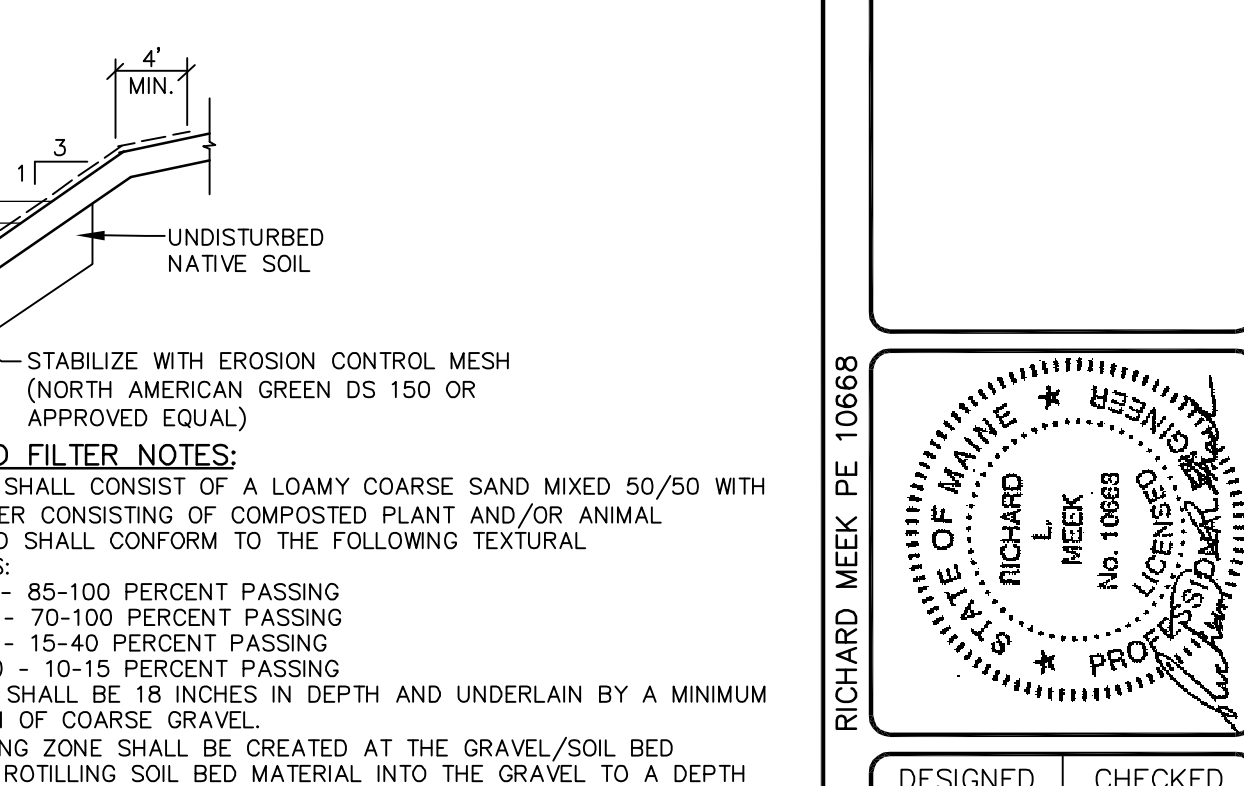 4'
MIN.
3
1
UNDISTURBED
NATIVE SOIL
STABILIZE WITH EROSION CONTROL MESH
(NORTH AMERICAN GREEN DS 150 OR
APPROVED EQUAL)
FILTER NOTES:
SHALL CONSIST OF A LOAMY COARSE SAND MIXED 50/50 WITH
ER CONSISTING OF COMPOSTED PLANT AND/OR ANIMAL
D SHALL CONFORM TO THE FOLLOWING TEXTURAL
S:
- 85-100 PERCENT PASSING
- 70-100 PERCENT PASSING
- 15-40 PERCENT PASSING
0 - 10-15 PERCENT PASSING
SHALL BE 18 INCHES IN DEPTH AND UNDERLAIN BY A MINIMUM
OF COARSE GRAVEL.
NG ZONE SHALL BE CREATED AT THE GRAVEL/SOIL BED
ROTILLING SOIL BED MATERIAL INTO THE GRAVEL TO A DEPTH
RICHARD MEEK PE 10668
STATE OF MAINE
RICHARD
L.
MEEK
No. 10668
LICENSED
PROFESSIONAL ENGINEER
DESIGNED
CHECKED